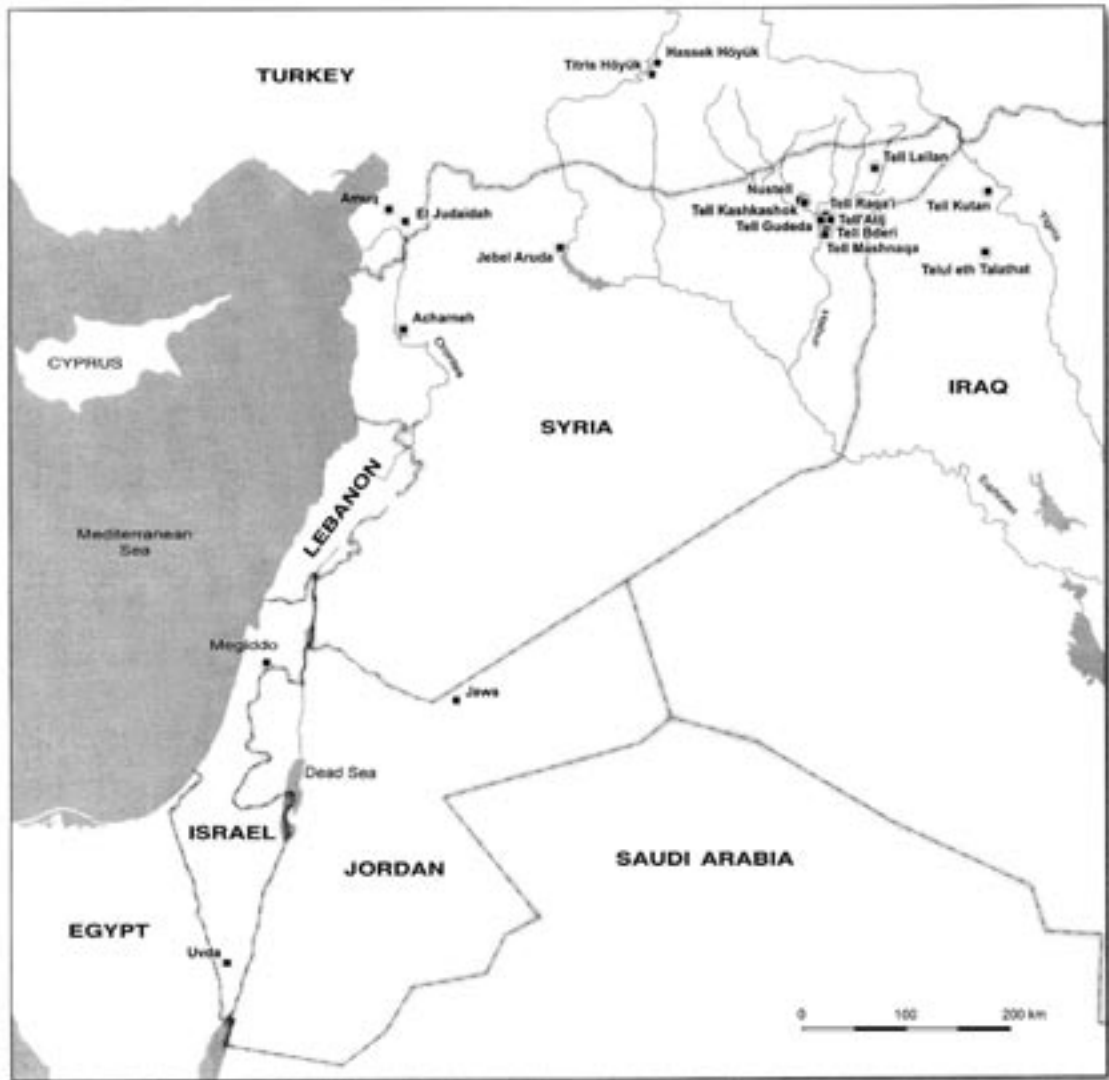 Hassek Höyük
Titris Höyük
TURKEY
Tell Leilan
Nustell
Tell Raqa'i
Tell Kutan
Amuq
El Judaidah
Tell Kashkashok
Tell'Atij
Tell Gudeda
Tell Bderi
Tell Mashnaqa
Tigris
Jebel Aruda
Telul eth Talathat
Acharneh
Orontes
Habur
CYPRUS
IRAQ
SYRIA
LEBANON
Euphrates
Mediterranean
Sea
Megiddo
Jawa
Dead Sea
ISRAEL
JORDAN
SAUDI ARABIA
EGYPT
Uvda
0 100 200 km